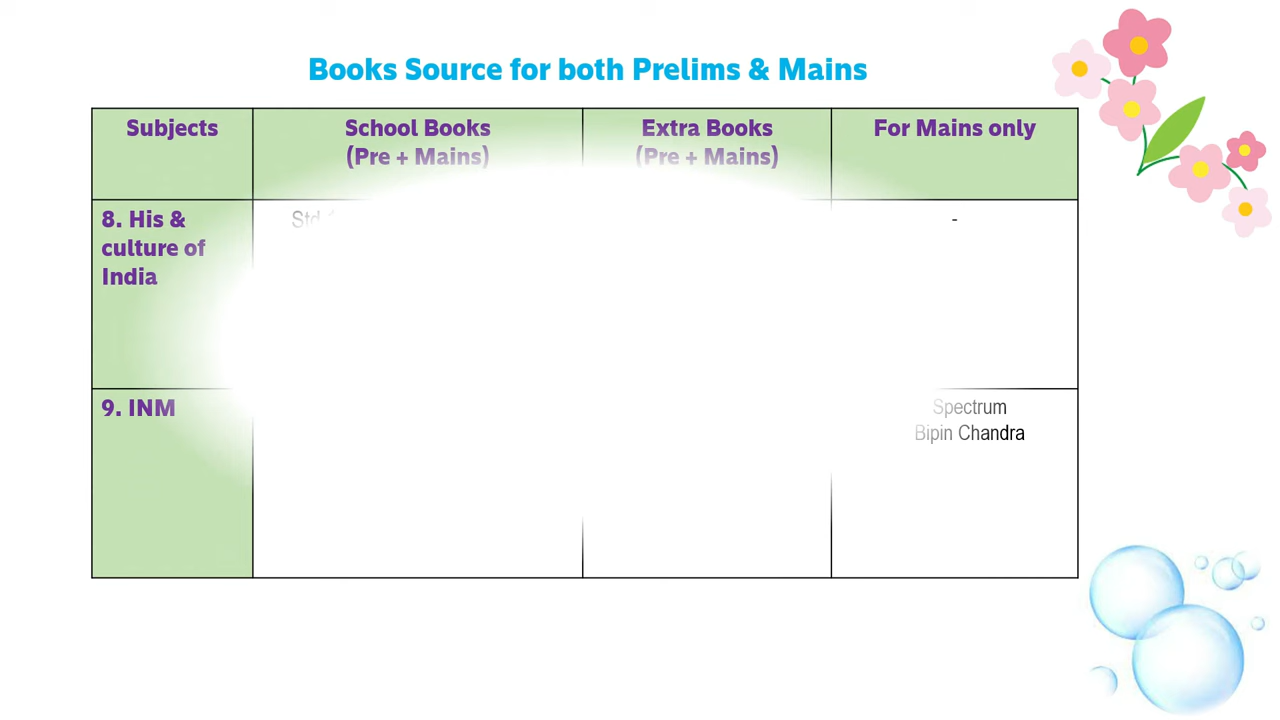 Books Source for both Prelims & Mains
Subjects
School Books
(Pre + Mains)
Extra Books
(Pre + Mains)
For Mains only
8. His &
culture of
India
Std
-
9. INM
Spectrum
Bipin Chandra